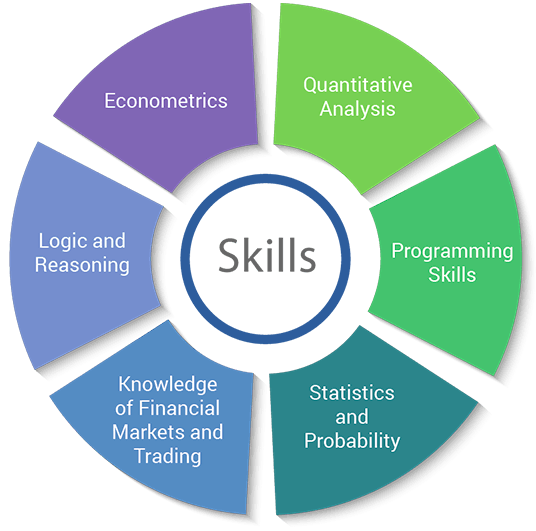 Econometrics
Quantitative
Analysis
Logic and
Reasoning
Skills
Programming
Skills
Knowledge
of Financial
Markets and
Trading
Statistics
and
Probability